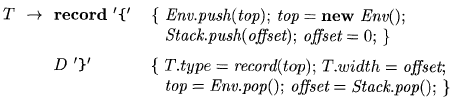 T → record '{' { Env.push(top); top = new Env();
Stack.push(offset); offset = 0; }
D '}' { T.type = record(top); T.width = offset;
top = Env.pop(); offset = Stack.pop(); }